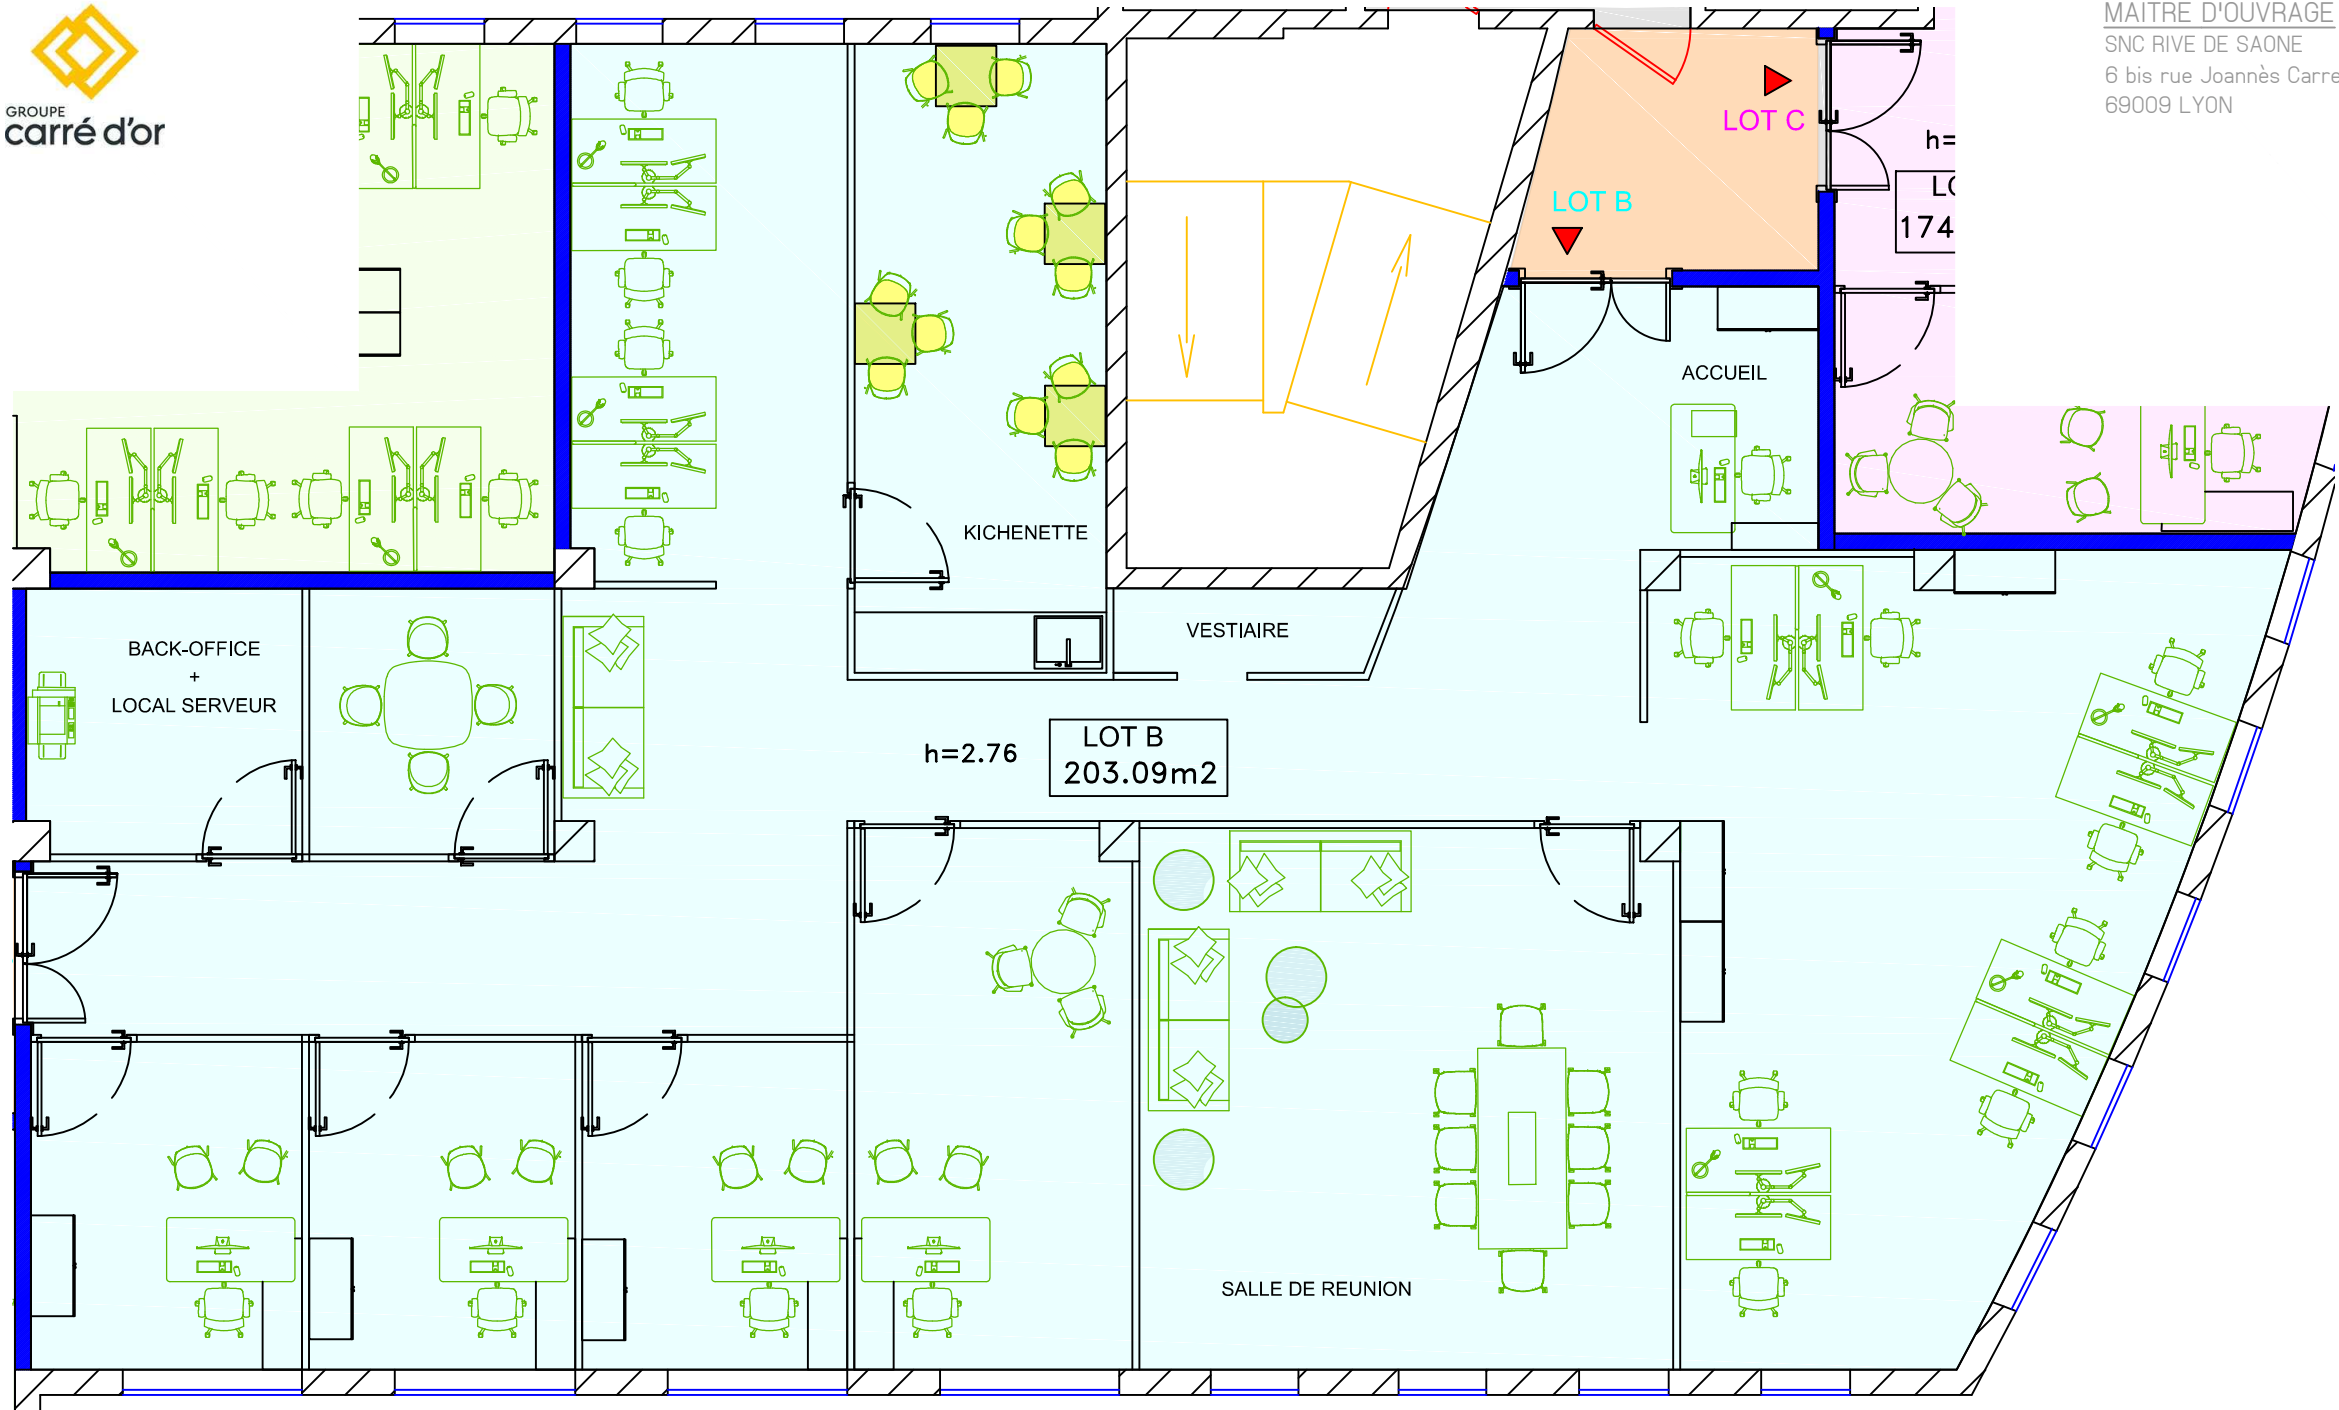 GROUPE
carré d'or
MAITRE D'OUVRAGE
SNC RIVE DE SAONE
6 bis rue Joannès Carre
69009 LYON
LOT C
LOT B
h=
LO
174
ACCUEIL
KICHENETTE
VESTIAIRE
BACK-OFFICE
+
LOCAL SERVEUR
h=2.76
LOT B
203.09m2
SALLE DE REUNION